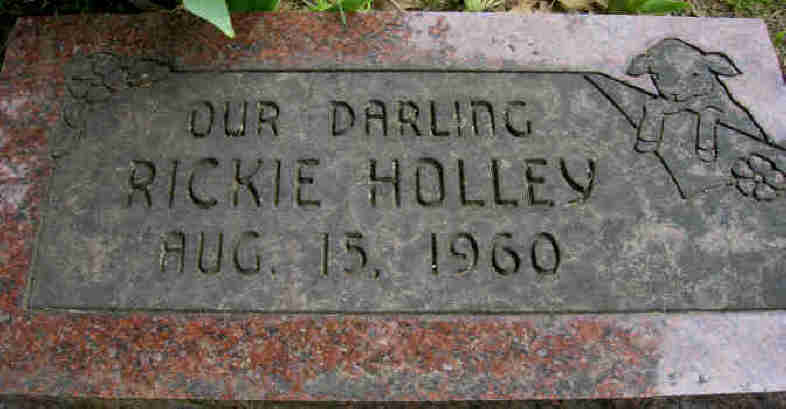 OUR DARLING
RICKIE HOLLEY
AUG. 15, 1960